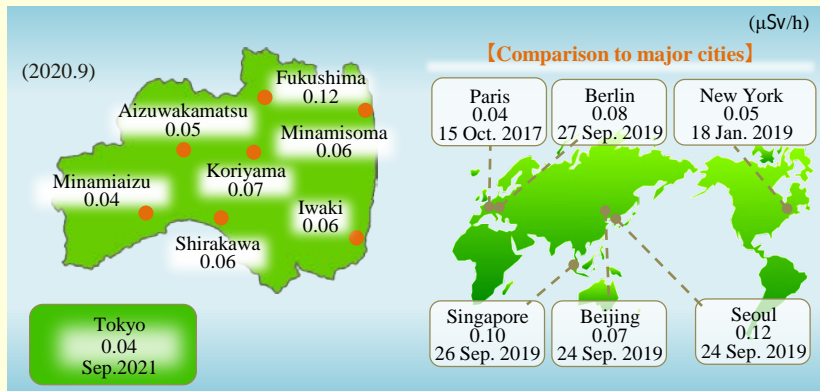 (μSv/h)
(2020.9)
Fukushima
0.12
Aizuwakamatsu
0.05
Minamisoma
0.06
Koriyama
0.07
Minamiaizu
0.04
Iwaki
0.06
Shirakawa
0.06
Tokyo
0.04
Sep.2021
【Comparison to major cities】
Paris
0.04
15 Oct. 2017
Berlin
0.08
27 Sep. 2019
New York
0.05
18 Jan. 2019
Singapore
0.10
26 Sep. 2019
Beijing
0.07
24 Sep. 2019
Seoul
0.12
24 Sep. 2019